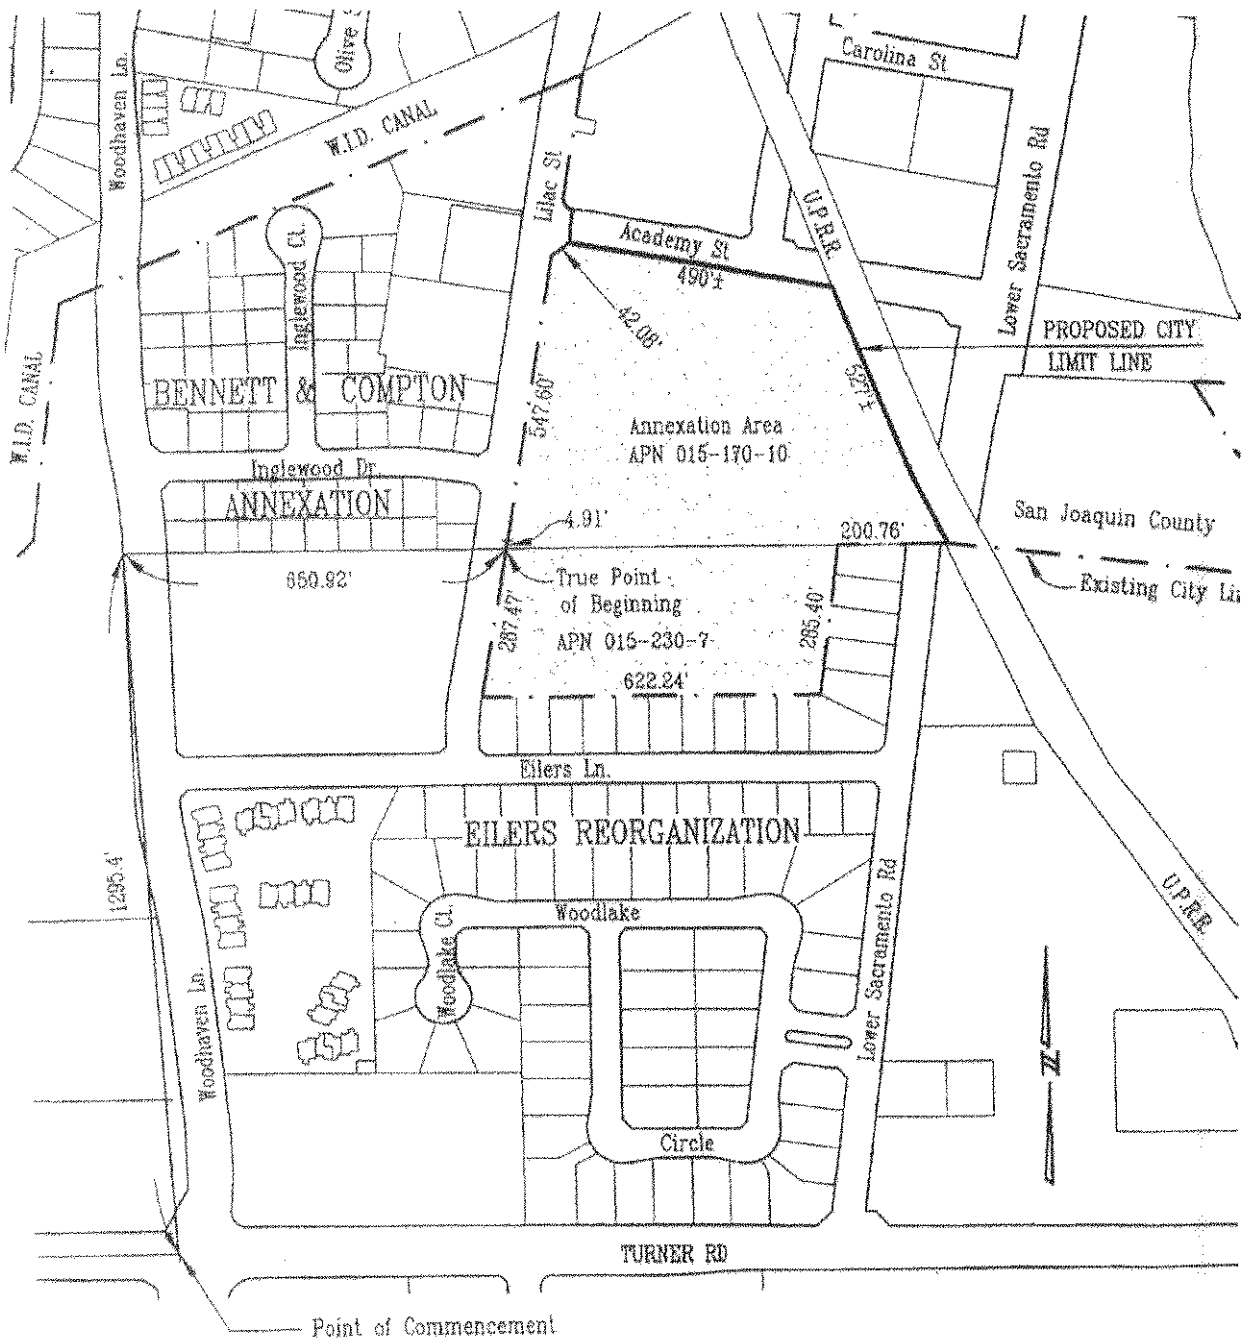 Olive S
Carolina St
Woodhaven Ln.
W.I.D. CANAL
Lilac St
U.P.R.R.
Lower Sacramento Rd
Academy St
490'±
Inglewood Ct.
42.08'
PROPOSED CITY
LIMIT LINE
W.I.D. CANAL
BENNETT & COMPTON
547.60'
Annexation Area
APN 015-170-10
Inglewood Dr.
ANNEXATION
4.91'
200.76'
San Joaquin County
650.92'
True Point
of Beginning
Existing City Li
287.47'
APN 015-230-7
285.40'
622.24'
Eilers Ln.
EILERS REORGANIZATION
1295.4'
Woodlake
Woodlake Ct.
U.P.R.R.
Woodhaven Ln.
Lower Sacramento Rd
N
Circle
TURNER RD
Point of Commencement